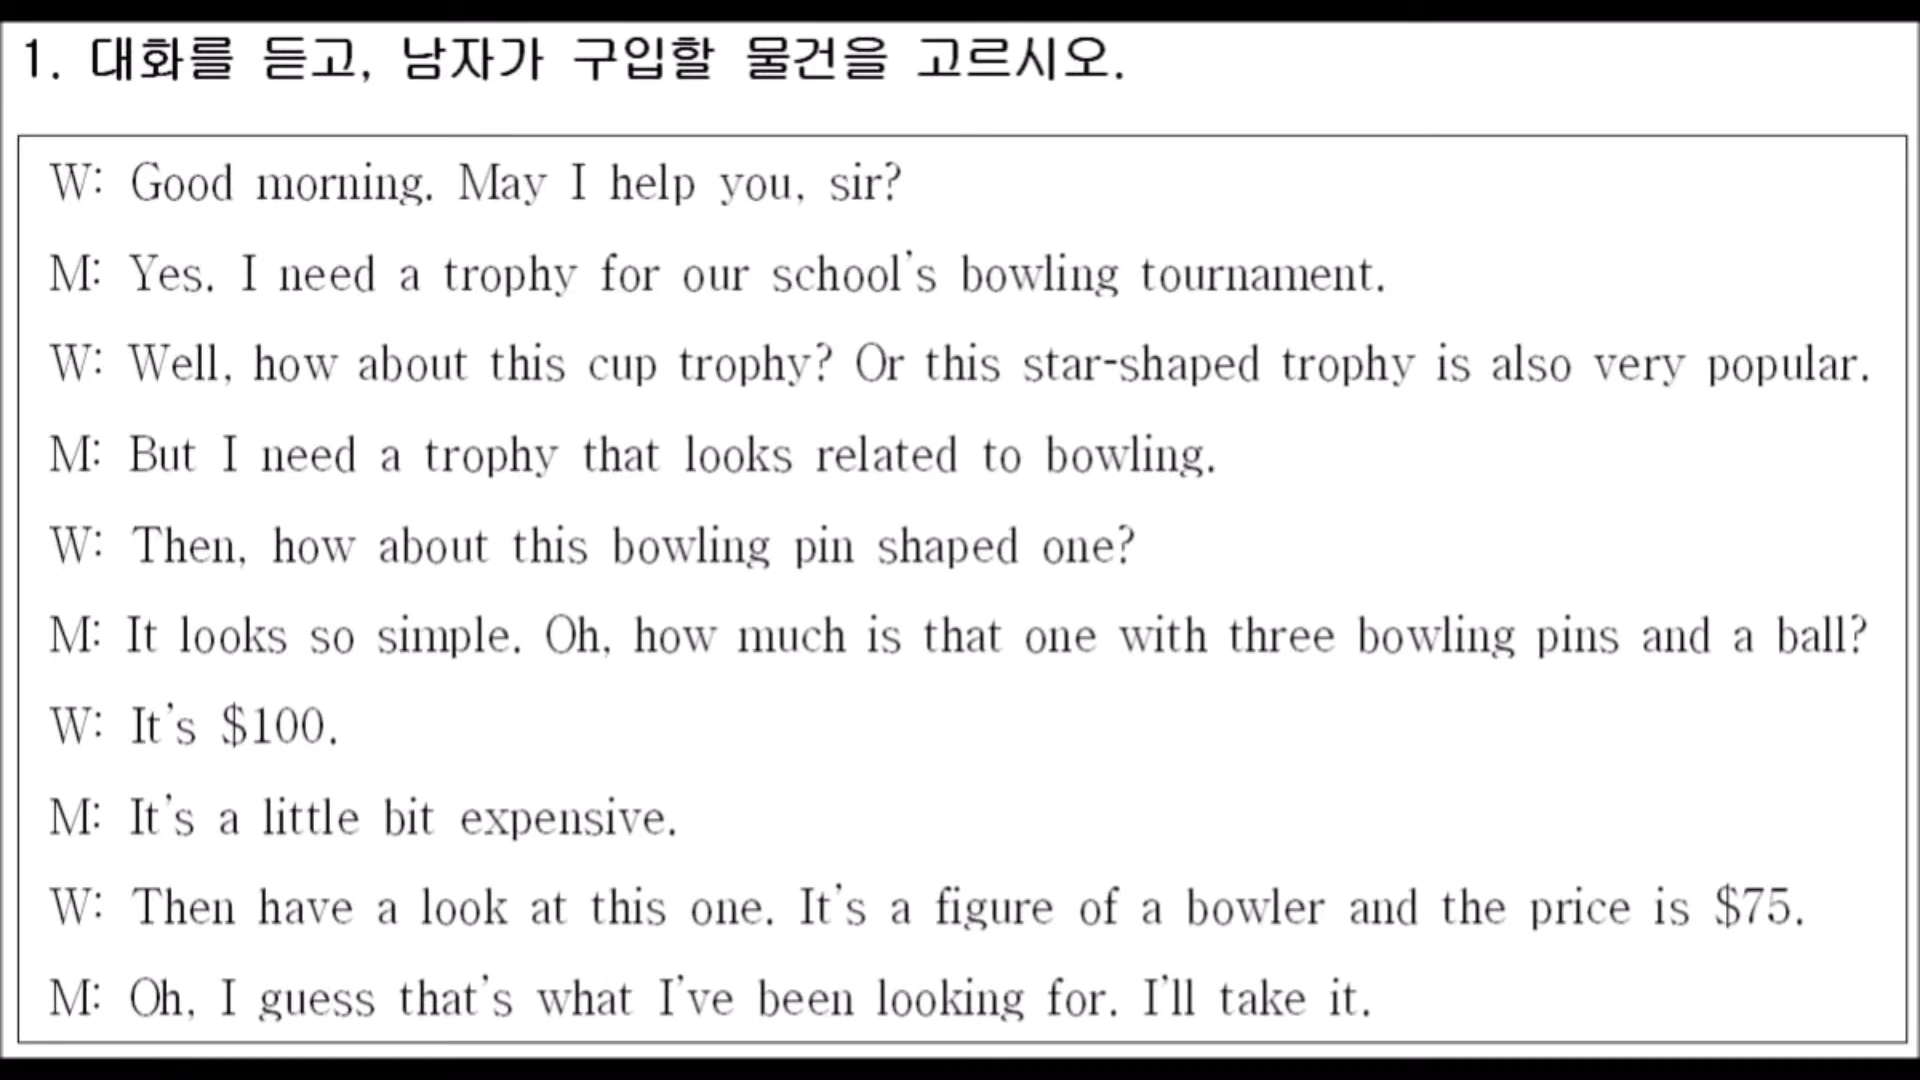 1. 대화를 듣고, 남자가 구입할 물건을 고르시오.
W: Good morning. May I help you, sir?
M: Yes. I need a trophy for our school's bowling tournament.
W: Well, how about this cup trophy? Or this star-shaped trophy is also very popular.
M: But I need a trophy that looks related to bowling.
W: Then, how about this bowling pin shaped one?
M: It looks so simple. Oh, how much is that one with three bowling pins and a ball?
W: It's $100.
M: It's a little bit expensive.
W: Then have a look at this one. It's a figure of a bowler and the price is $75.
M: Oh, I guess that's what I've been looking for. I'll take it.